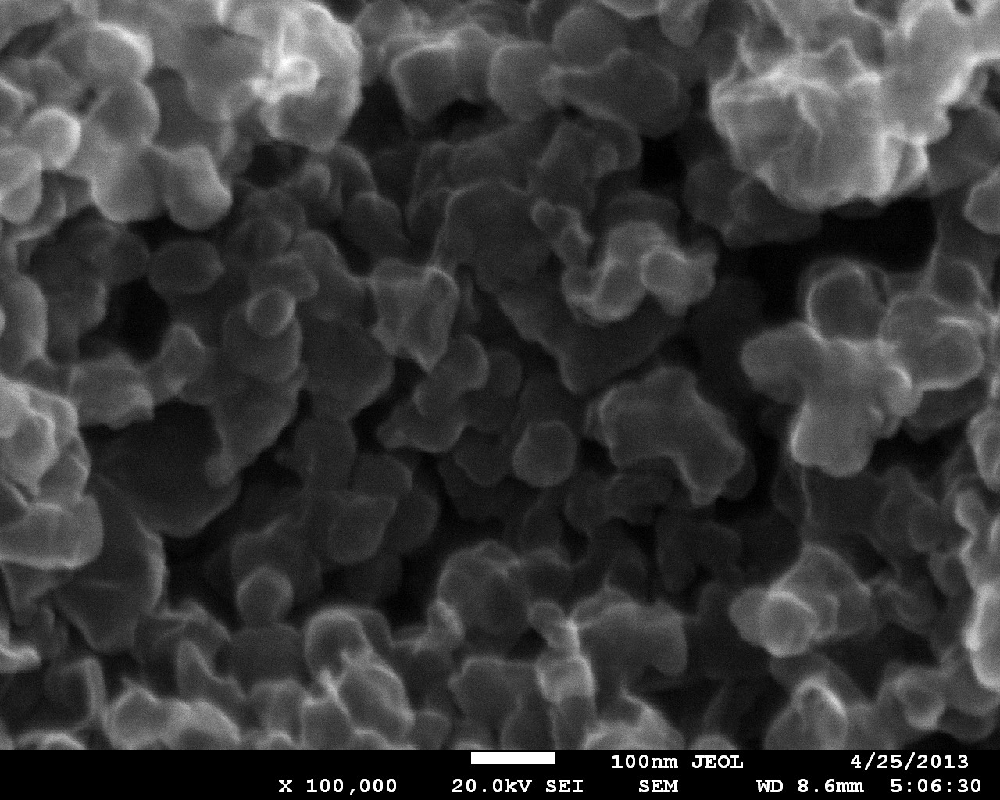 100nm JEOL 4/25/2013
X 100,000 20.0kV SEI SEM WD 8.6mm 5:06:30